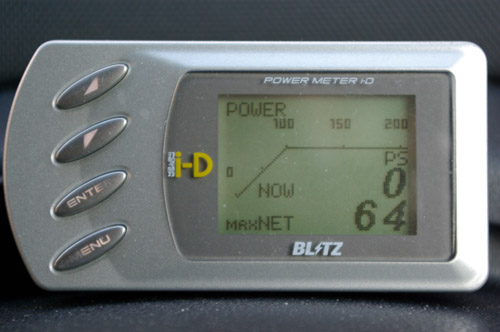 POWER METER i-D
POWER
100 150 200
0
PS
NOW 0
MAXNET 64
i-D
ENTER
MENU
BLITZ